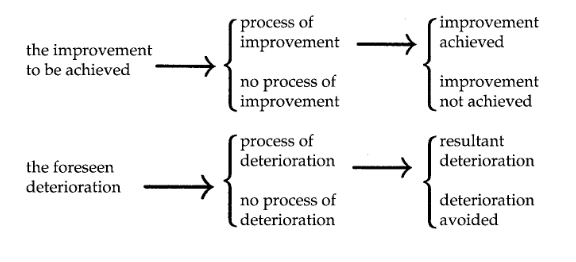 the improvement
to be achieved
process of
improvement
no process of
improvement
improvement
achieved
improvement
not achieved
the foreseen
deterioration
process of
deterioration
no process of
deterioration
resultant
deterioration
deterioration
avoided